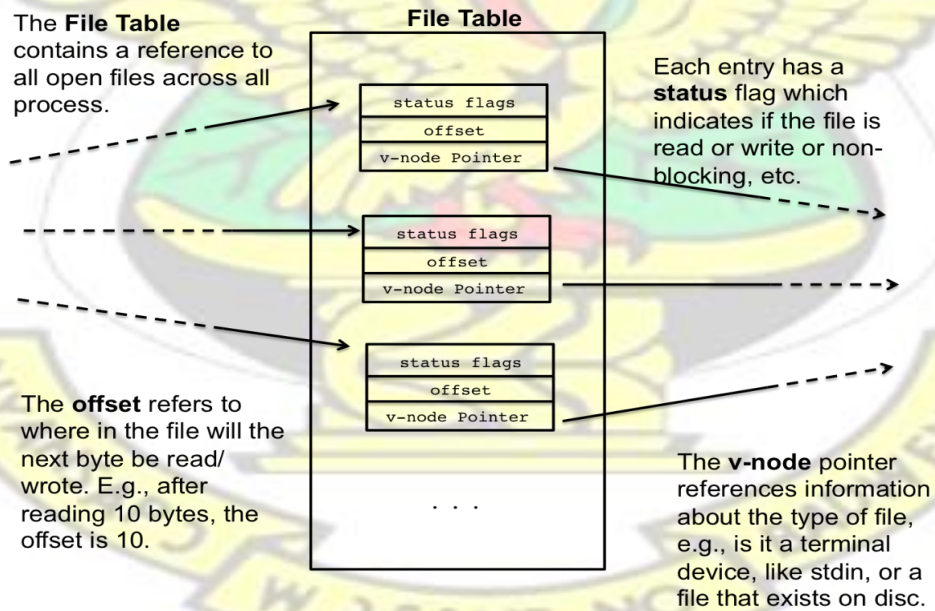 The File Table
contains a reference to
all open files across all
process.
File Table
status flags
offset
v-node Pointer
Each entry has a
status flag which
indicates if the file is
read or write or non-
blocking, etc.
status flags
offset
v-node Pointer
status flags
offset
v-node Pointer
The offset refers to
where in the file will the
next byte be read/
wrote. E.g., after
reading 10 bytes, the
offset is 10.
. . .
The v-node pointer
references information
about the type of file,
e.g., is it a terminal
device, like stdin, or a
file that exists on disc.